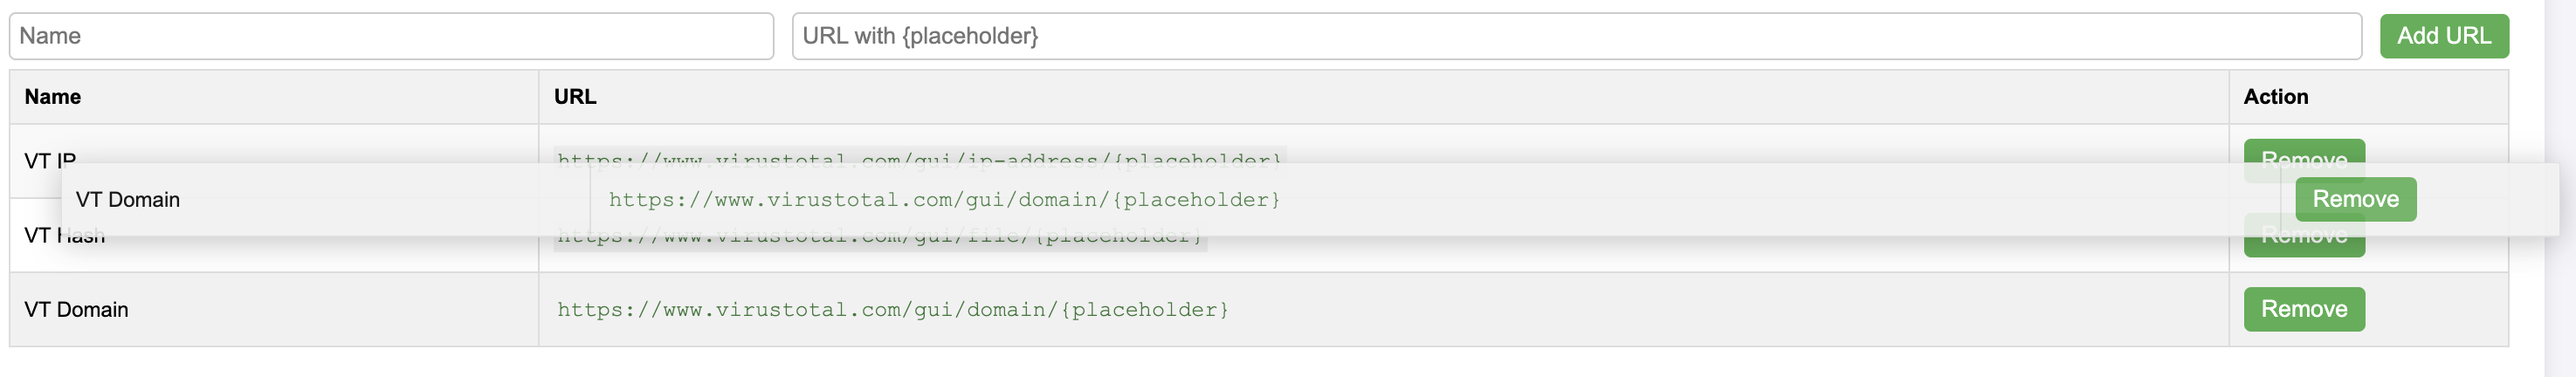 Name URL with {placeholder} Add URL
Name URL Action
VT IP https://www.virustotal.com/gui/ip-address/{placeholder} Remove
VT Domain https://www.virustotal.com/gui/domain/{placeholder} Remove
VT Hash https://www.virustotal.com/gui/file/{placeholder} Remove
VT Domain https://www.virustotal.com/gui/domain/{placeholder} Remove